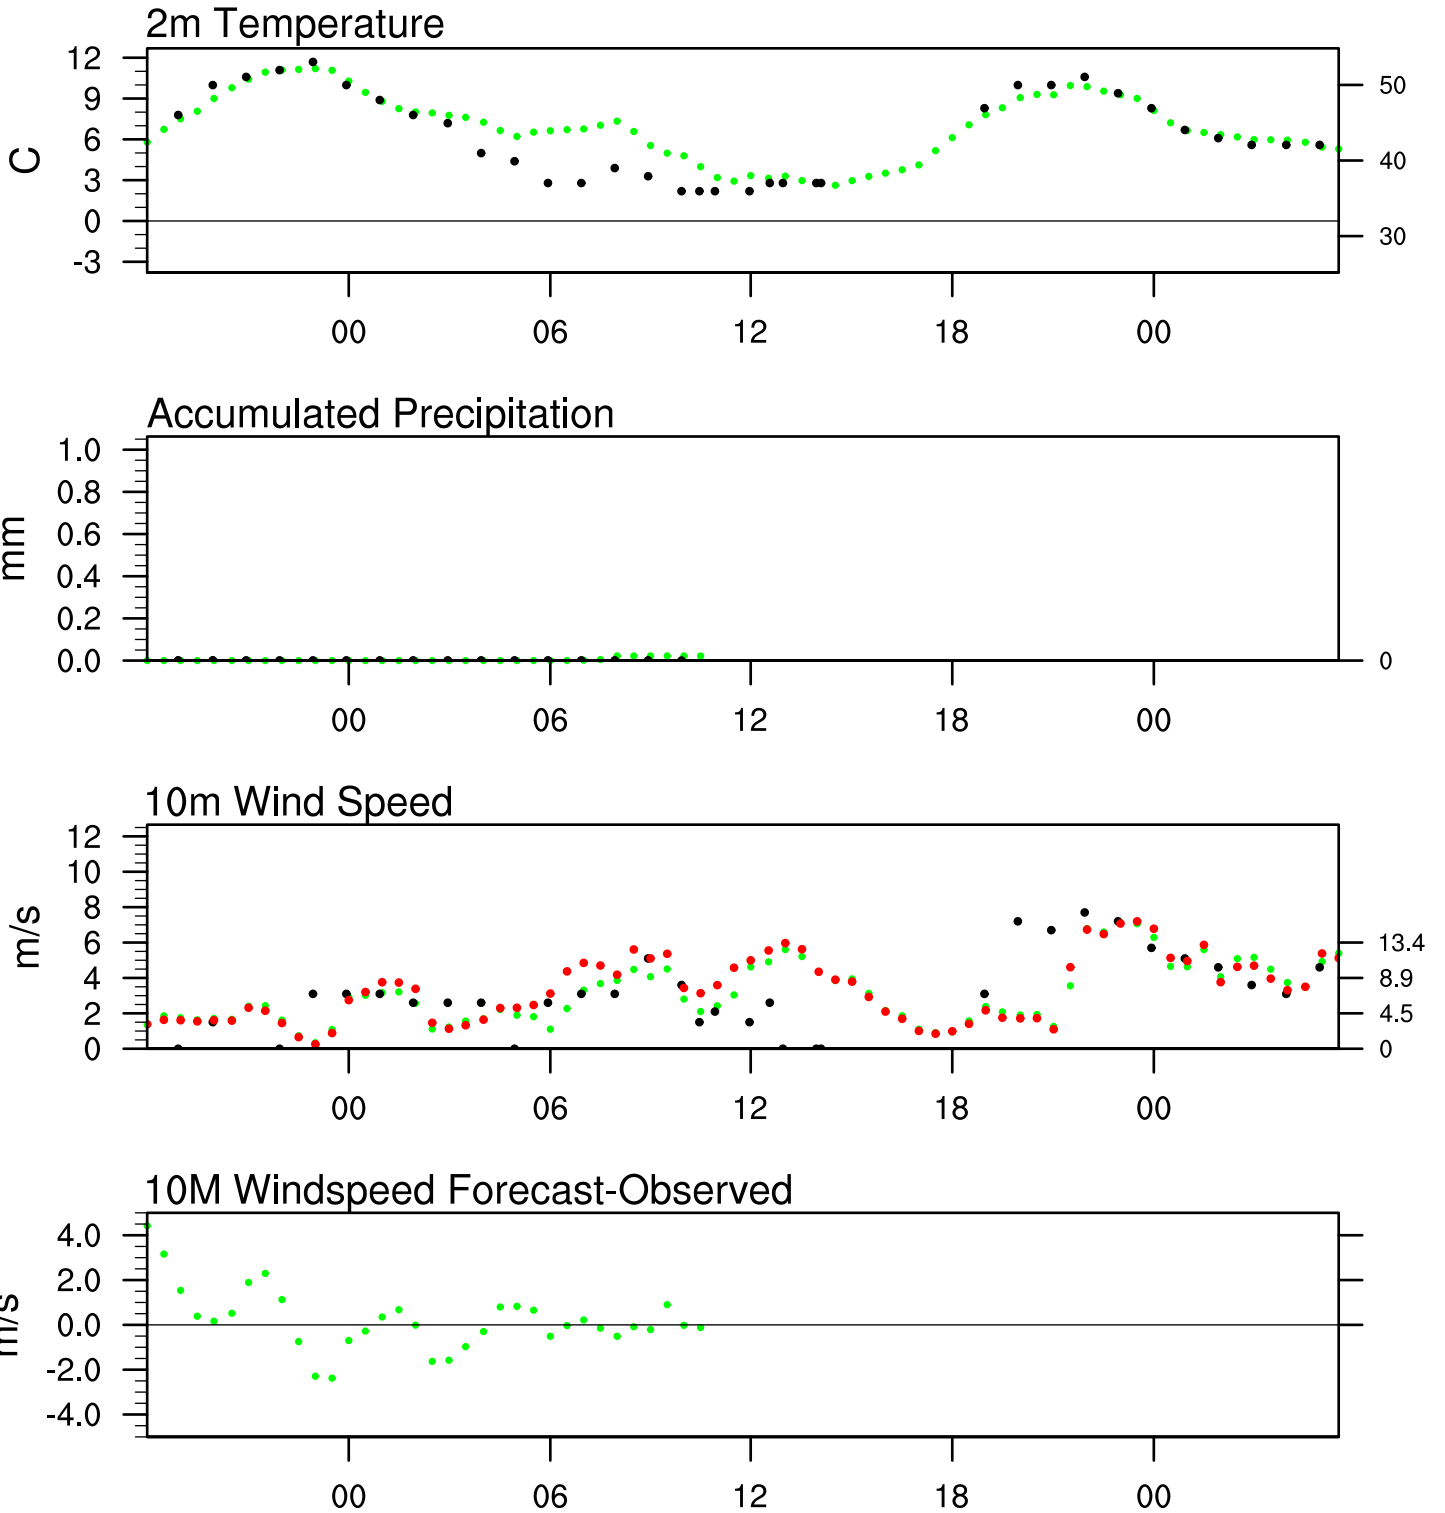 2m Temperature
12
9
6
3
0
-3
C
50
40
30
00 06 12 18 00
Accumulated Precipitation
1.0
0.8
0.6
0.4
0.2
0.0
mm
0
00 06 12 18 00
10m Wind Speed
12
10
8
6
4
2
0
m/s
13.4
8.9
4.5
0
00 06 12 18 00
10M Windspeed Forecast-Observed
4.0
2.0
0.0
-2.0
-4.0
m/s
00 06 12 18 00